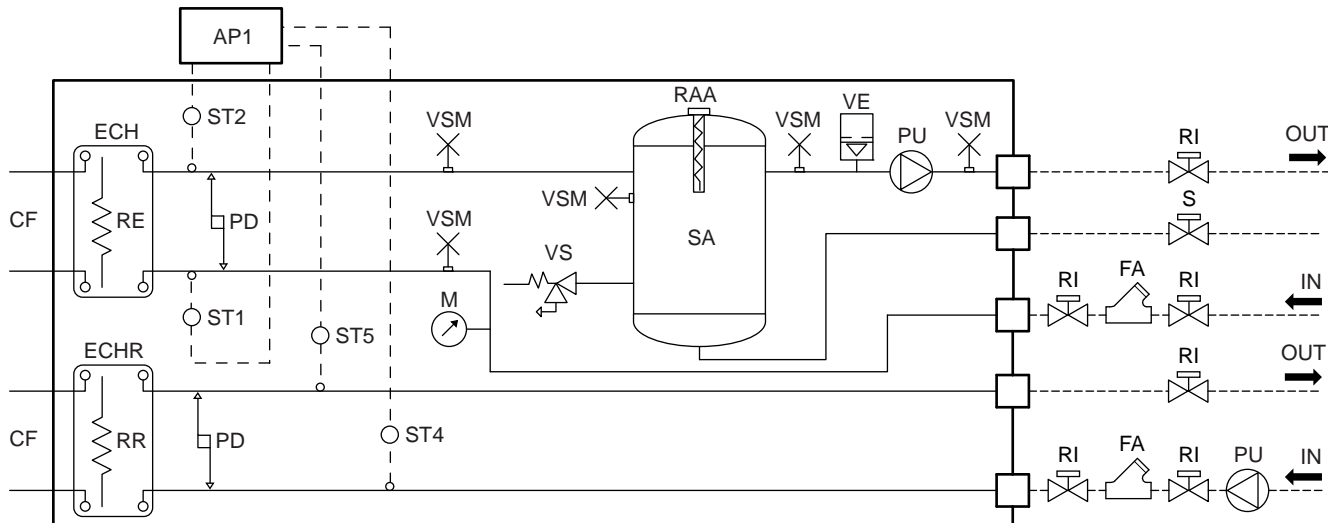 AP1
RAA
VE
ST2
VSM
VSM
PU
VSM
RI
OUT
ECH
CF
RE
PD
VSM
S
VSM
SA
VS
RI
FA
RI
IN
ST1
M
ST5
ECHR
RI
OUT
CF
RR
PD
ST4
RI
FA
RI
PU
IN